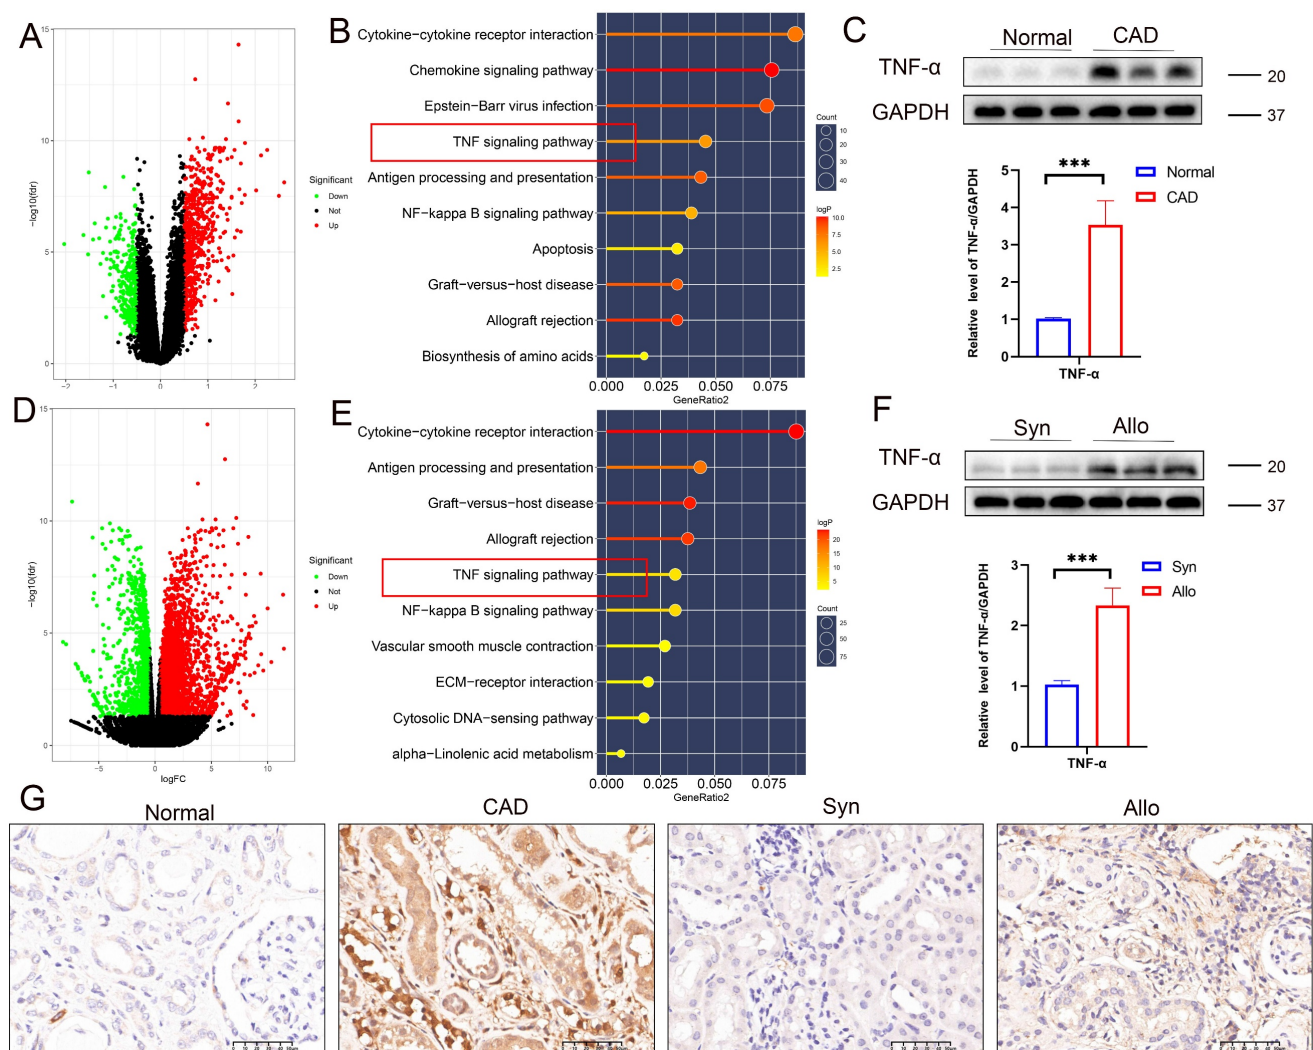 A
15
10
5
0
−log10(fdr)
−2
−1
0
1
2
Significant
Down
Not
Up
B
Cytokine−cytokine receptor interaction
Chemokine signaling pathway
Epstein−Barr virus infection
TNF signaling pathway
Antigen processing and presentation
NF−kappa B signaling pathway
Apoptosis
Graft−versus−host disease
Allograft rejection
Biosynthesis of amino acids
0.000
0.025
0.050
0.075
GeneRatio2
Count
10
20
30
40
logP
10.0
7.5
5.0
2.5
C
Normal
CAD
TNF-α
20
GAPDH
37
Relative level of TNF-α/GAPDH
5
4
3
2
1
0
***
TNF-α
Normal
CAD
D
15
10
5
0
−log10(fdr)
−5
0
5
10
logFC
Significant
Down
Not
Up
E
Cytokine−cytokine receptor interaction
Antigen processing and presentation
Graft−versus−host disease
Allograft rejection
TNF signaling pathway
NF−kappa B signaling pathway
Vascular smooth muscle contraction
ECM−receptor interaction
Cytosolic DNA−sensing pathway
alpha−Linolenic acid metabolism
0.000
0.025
0.050
0.075
GeneRatio2
logP
20
15
10
5
Count
25
50
75
F
Syn
Allo
TNF-α
20
GAPDH
37
Relative level of TNF-α/GAPDH
3
2
1
0
***
TNF-α
Syn
Allo
G
Normal
CAD
Syn
Allo